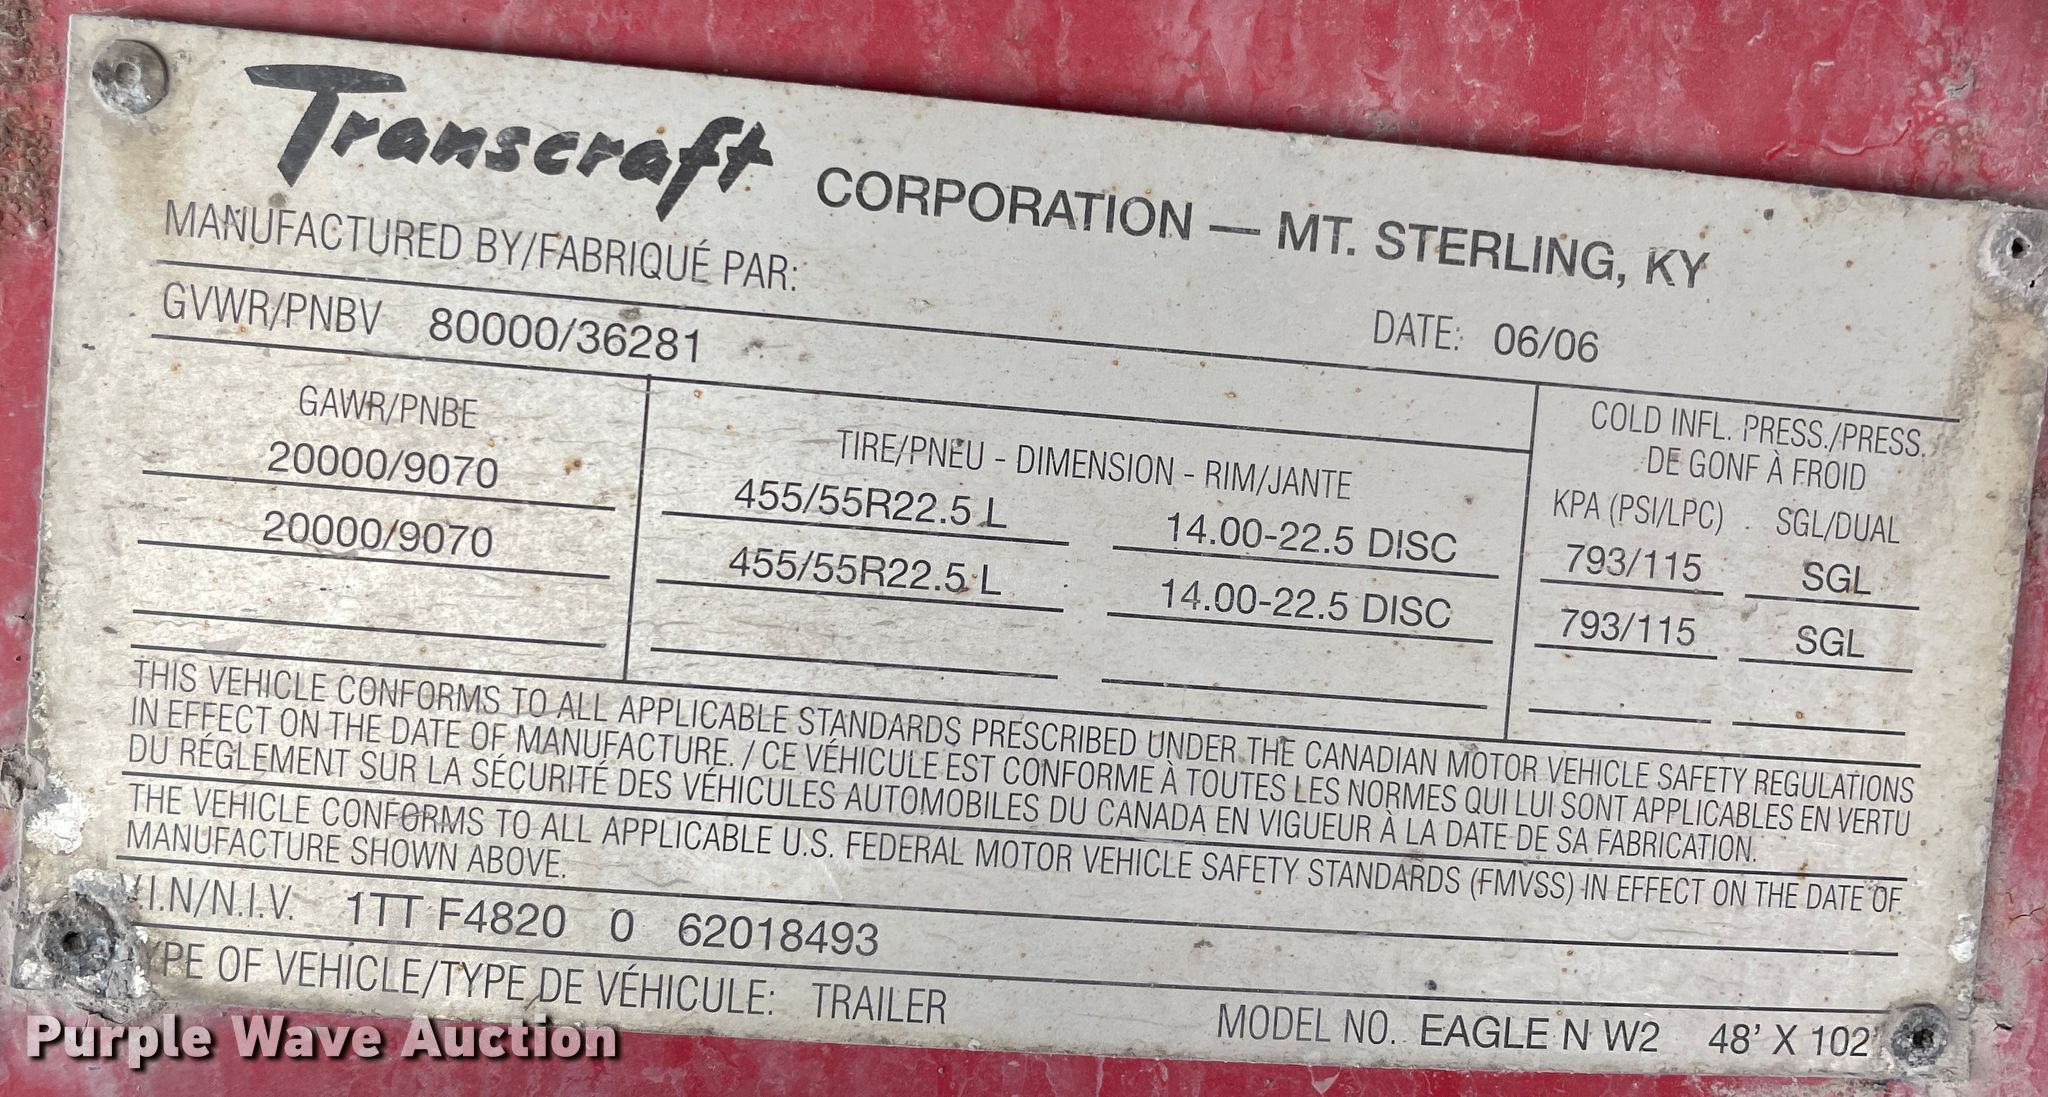 Transcraft CORPORATION — MT. STERLING, KY
MANUFACTURED BY/FABRIQUÉ PAR:
GVWR/PNBV 80000/36281 DATE: 06/06
GAWR/PNBE TIRE/PNEU - DIMENSION - RIM/JANTE COLD INFL. PRESS./PRESS.
DE GONF À FROID
KPA (PSI/LPC) SGL/DUAL
20000/9070 455/55R22.5 L 14.00-22.5 DISC 793/115 SGL
20000/9070 455/55R22.5 L 14.00-22.5 DISC 793/115 SGL
THIS VEHICLE CONFORMS TO ALL APPLICABLE STANDARDS PRESCRIBED UNDER THE CANADIAN MOTOR VEHICLE SAFETY REGULATIONS
IN EFFECT ON THE DATE OF MANUFACTURE. / CE VÉHICULE EST CONFORME À TOUTES LES NORMES QUI LUI SONT APPLICABLES EN VERTU
DU RÉGLEMENT SUR LA SÉCURITÉ DES VÉHICULES AUTOMOBILES DU CANADA EN VIGUEUR À LA DATE DE SA FABRICATION.
THE VEHICLE CONFORMS TO ALL APPLICABLE U.S. FEDERAL MOTOR VEHICLE SAFETY STANDARDS (FMVSS) IN EFFECT ON THE DATE OF
MANUFACTURE SHOWN ABOVE.
V.I.N/N.I.V. 1TT F4820 0 62018493
TYPE OF VEHICLE/TYPE DE VÉHICULE: TRAILER MODEL NO. EAGLE N W2 48' X 102'
Purple Wave Auction